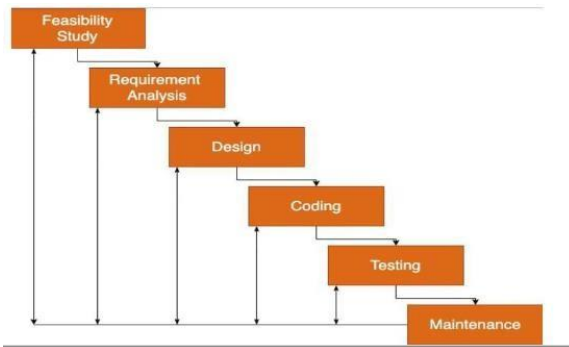 Feasibility
Study
Requirement
Analysis
Design
Coding
Testing
Maintenance